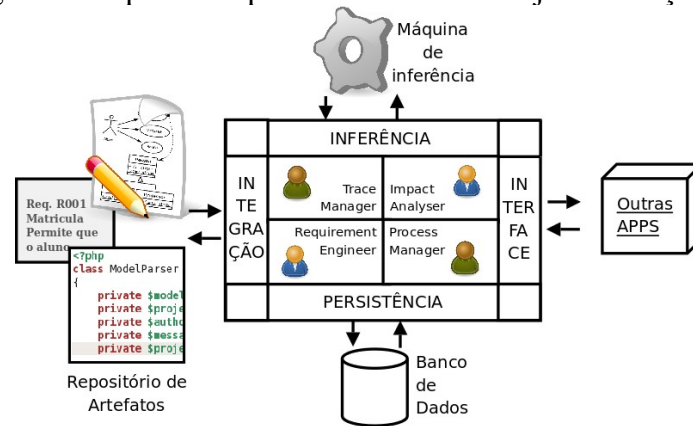 Máquina
de
inferência
INFERÊNCIA
IN
TE
GRA
ÇÃO
Trace
Manager
Impact
Analyser
Requirement
Engineer
Process
Manager
IN
TER
FA
CE
PERSISTÊNCIA
Outras
APPS
Req. R001
Matricula
Permite que
o aluno
<?php
class ModelParser
{
private $model
private $proje
private $autho
private $messa
private $proje
Repositório de
Artefatos
Banco
de
Dados